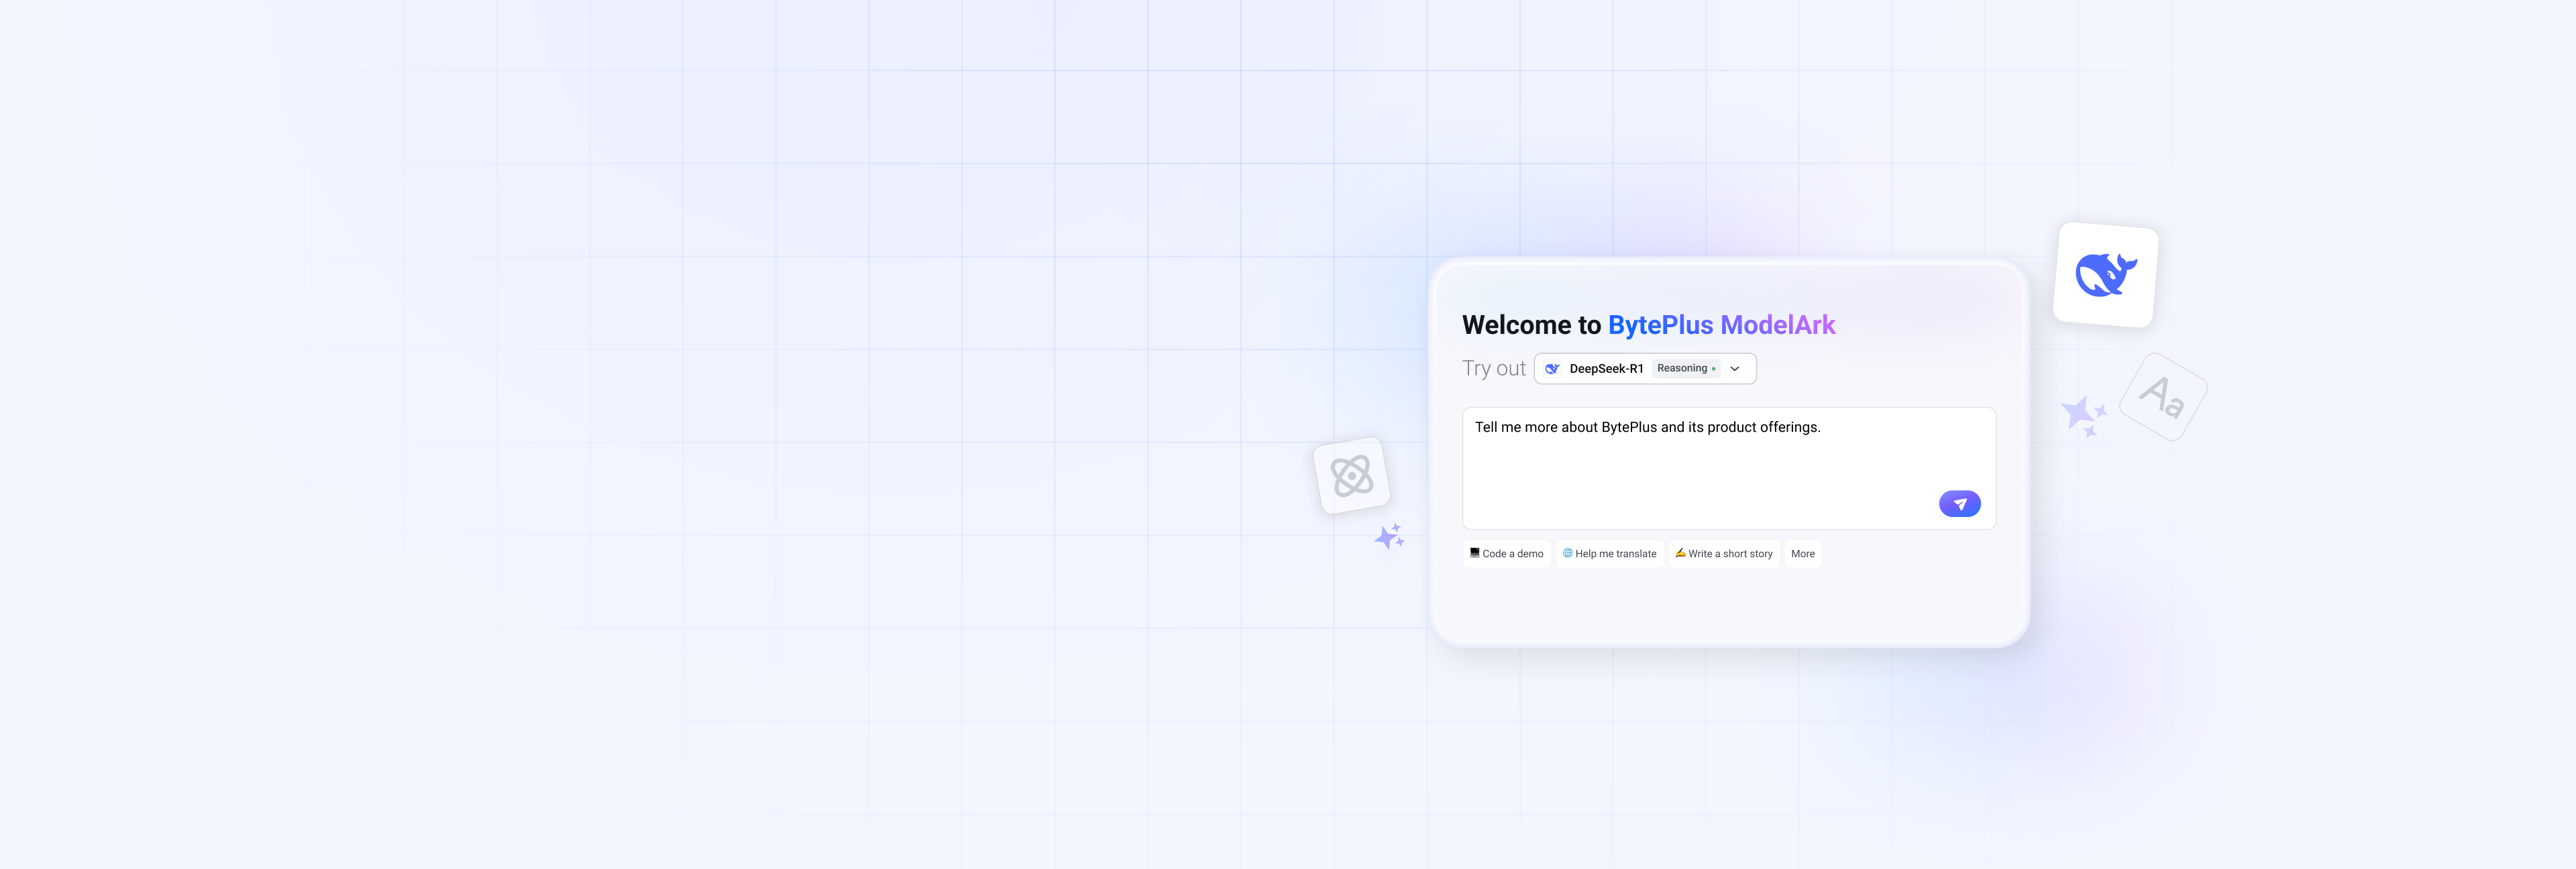 Welcome to BytePlus ModelArk
Try out DeepSeek-R1 Reasoning
Tell me more about BytePlus and its product offerings.
Code a demo Help me translate Write a short story More
Aa